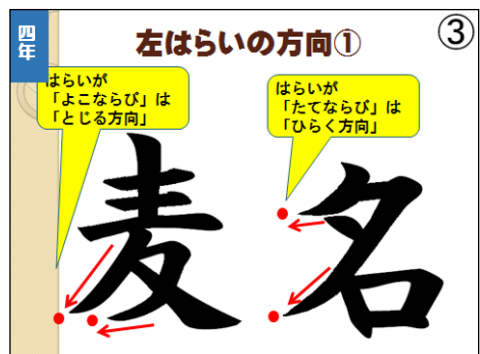 四年
左はらいの方向①
③
はらいが
「よこならび」は
「とじる方向」
はらいが
「たてならび」は
「ひらく方向」
麦 名